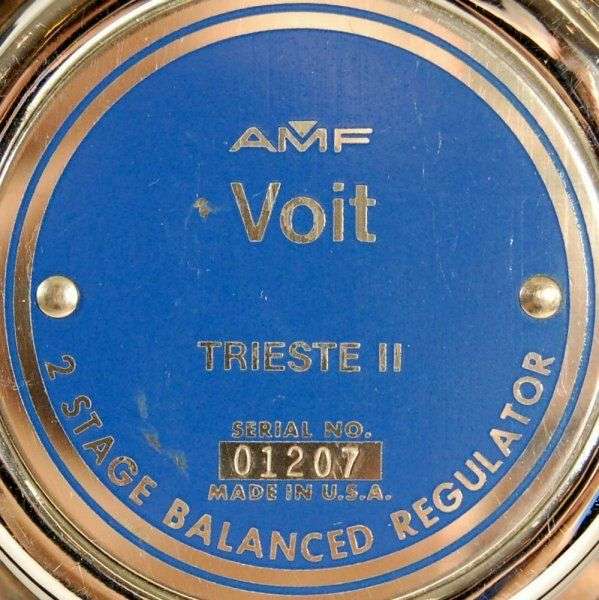 AMF
Voit
TRIESTE II
SERIAL NO.
01207
MADE IN U.S.A.
2 STAGE BALANCED REGULATOR